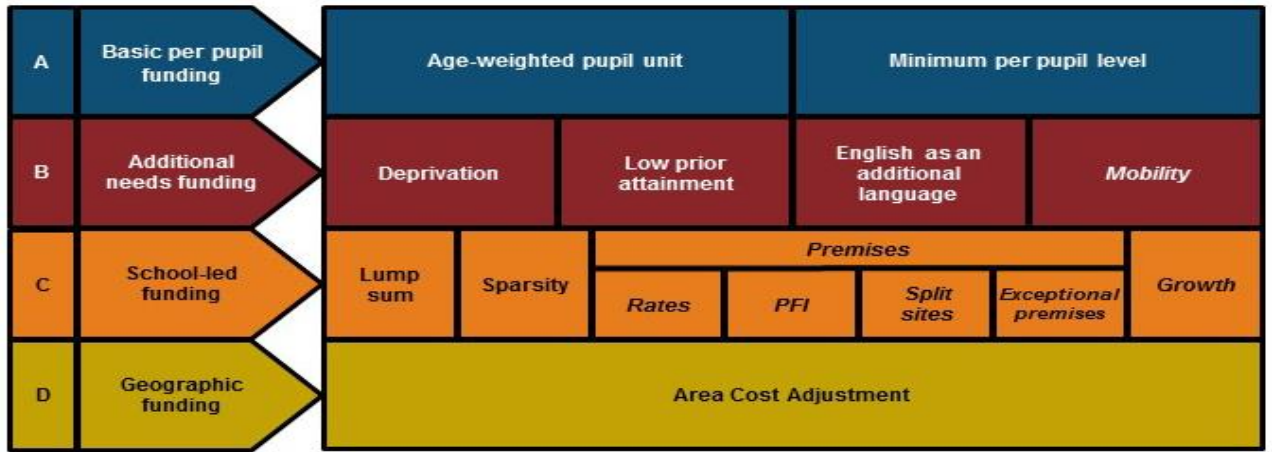 A
Basic per pupil
funding
Age-weighted pupil unit
Minimum per pupil level
B
Additional
needs funding
Deprivation
Low prior
attainment
English as an
additional
language
Mobility
C
School-led
funding
Lump
sum
Sparsity
Premises
Rates
PFI
Split
sites
Exceptional
premises
Growth
D
Geographic
funding
Area Cost Adjustment